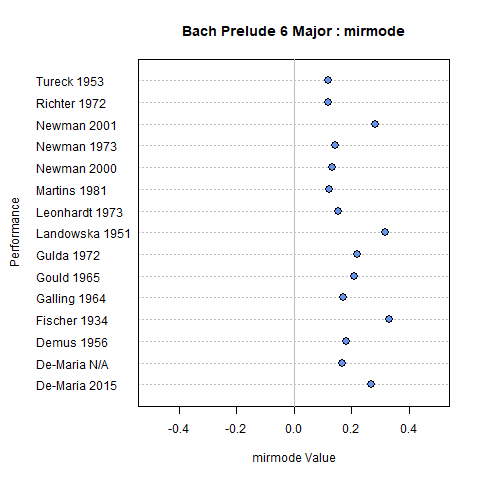 Bach Prelude 6 Major : mirmode
Performance
Tureck 1953
Richter 1972
Newman 2001
Newman 1973
Newman 2000
Martins 1981
Leonhardt 1973
Landowska 1951
Gulda 1972
Gould 1965
Galling 1964
Fischer 1934
Demus 1956
De-Maria N/A
De-Maria 2015
-0.4 -0.2 0.0 0.2 0.4
mirmode Value